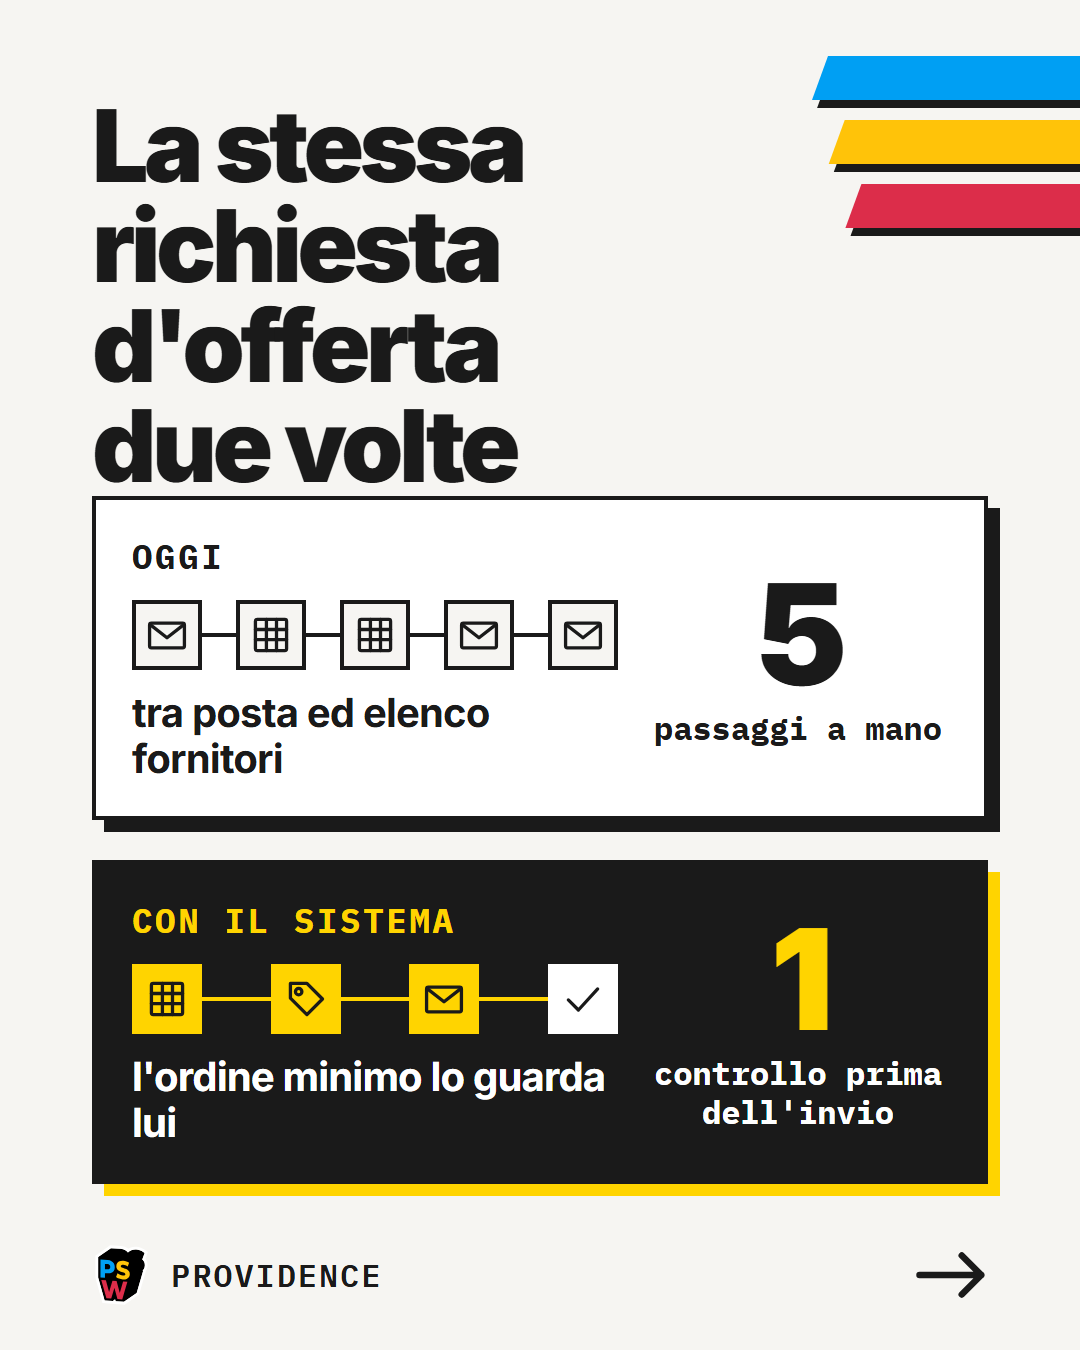 La stessa
richiesta
d'offerta
due volte
OGGI
tra posta ed elenco
fornitori
5
passaggi a mano
CON IL SISTEMA
l'ordine minimo lo guarda
lui
1
controllo prima
dell'invio
PSW
PROVIDENCE